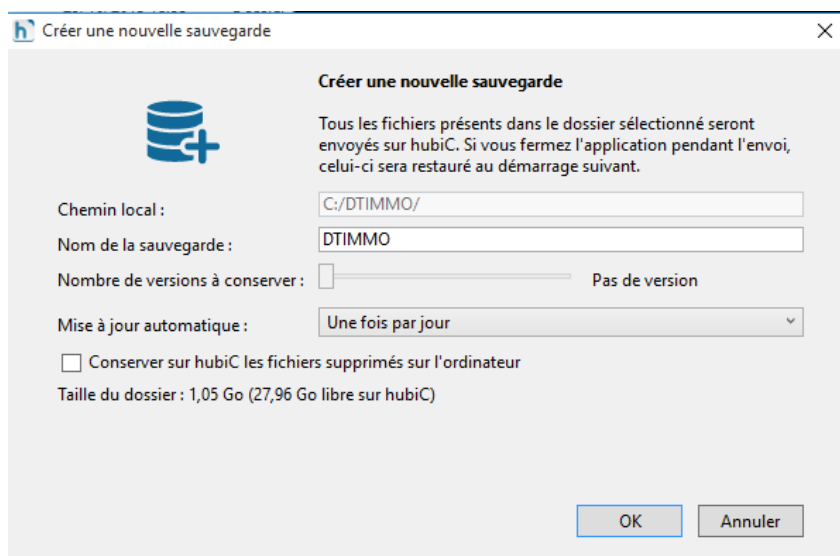 Créer une nouvelle sauvegarde
Créer une nouvelle sauvegarde
Tous les fichiers présents dans le dossier sélectionné seront
envoyés sur hubiC. Si vous fermez l'application pendant l'envoi,
celui-ci sera restauré au démarrage suivant.
Chemin local : C:/DTIMMO/
Nom de la sauvegarde : DTIMMO
Nombre de versions à conserver : Pas de version
Mise à jour automatique : Une fois par jour
Conserver sur hubiC les fichiers supprimés sur l'ordinateur
Taille du dossier : 1,05 Go (27,96 Go libre sur hubiC)
OK Annuler